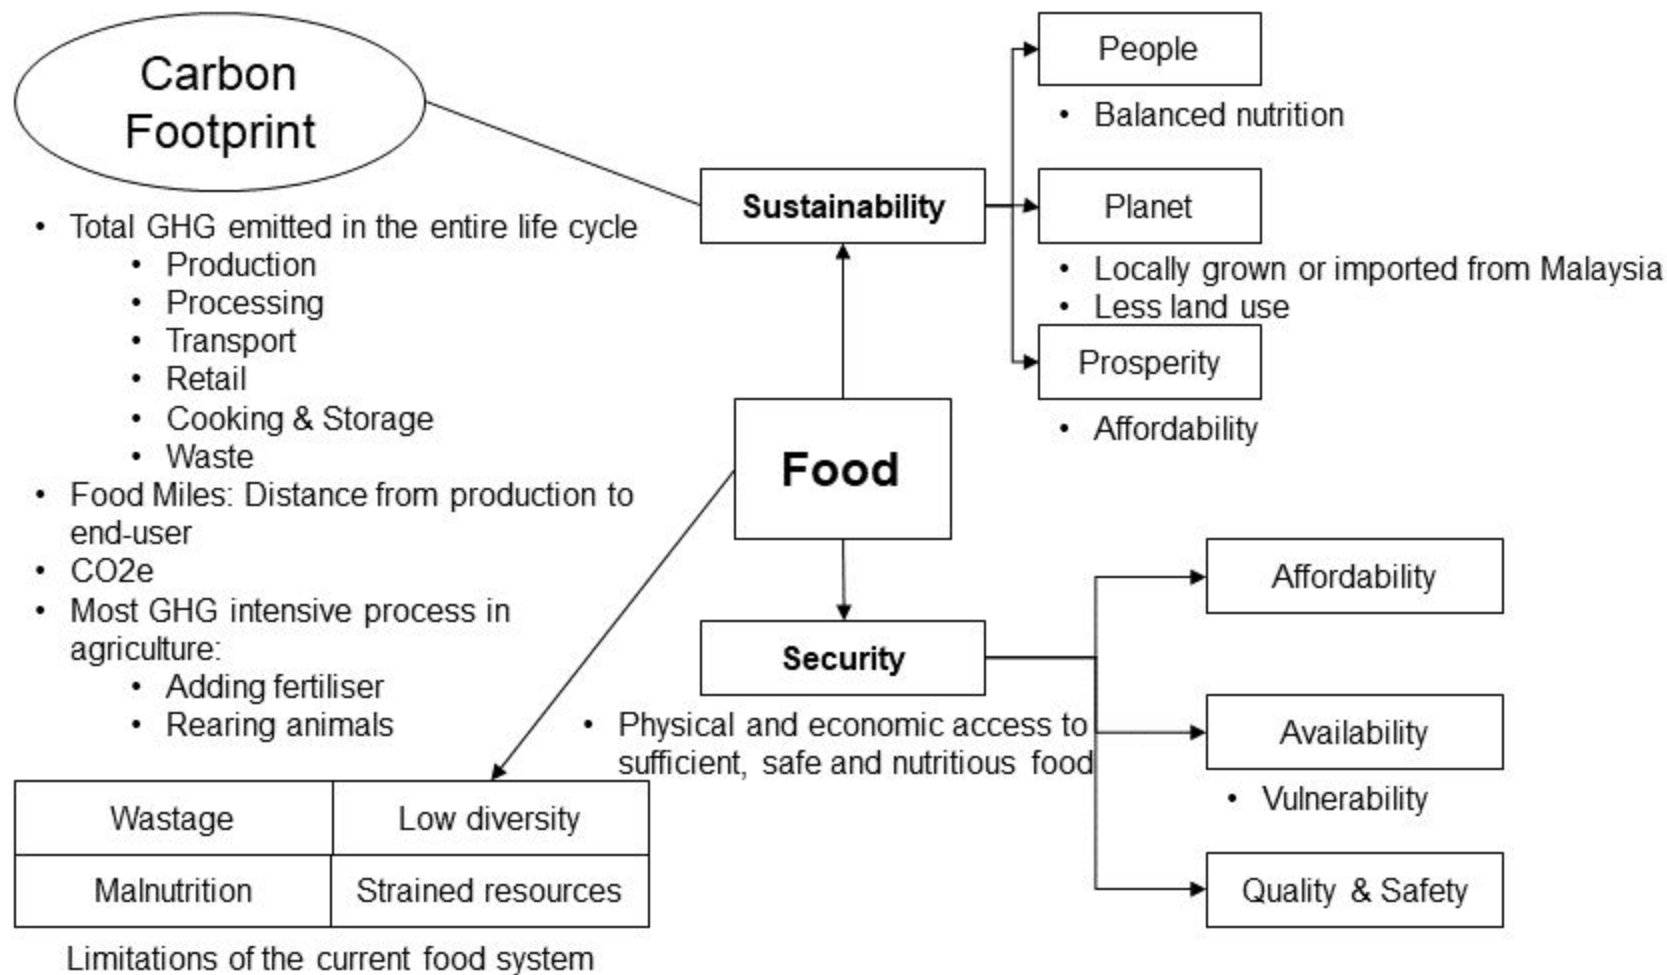 Carbon
Footprint
• Total GHG emitted in the entire life cycle
• Production
• Processing
• Transport
• Retail
• Cooking & Storage
• Waste
• Food Miles: Distance from production to
end-user
• CO2e
• Most GHG intensive process in
agriculture:
• Adding fertiliser
• Rearing animals
Sustainability
People
• Balanced nutrition
Planet
• Locally grown or imported from Malaysia
• Less land use
Prosperity
• Affordability
Food
Security
• Physical and economic access to
sufficient, safe and nutritious food
Affordability
Availability
• Vulnerability
Quality & Safety
Wastage
Low diversity
Malnutrition
Strained resources
Limitations of the current food system